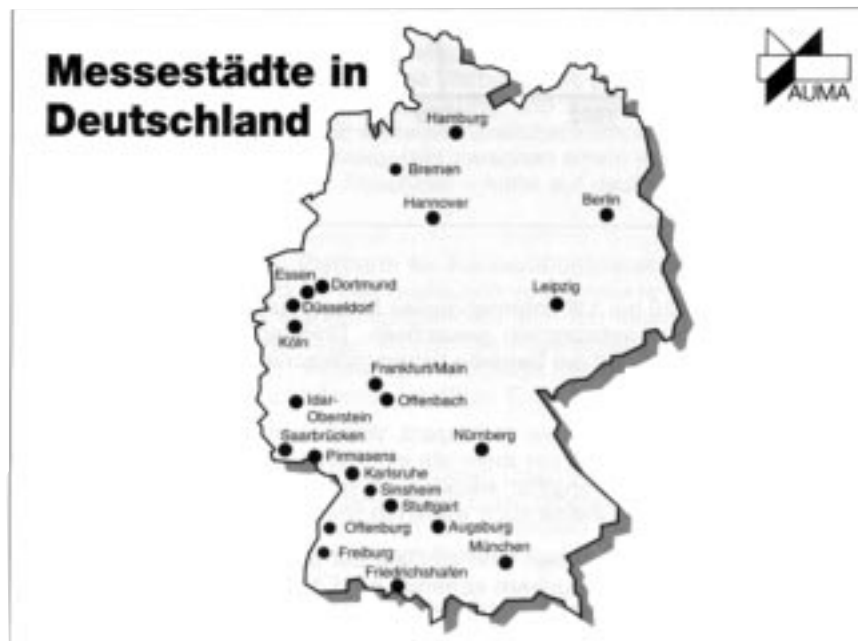 Messestädte in
Deutschland
AUMA
Hamburg
Bremen
Hannover
Berlin
Essen
Dortmund
Düsseldorf
Leipzig
Köln
Frankfurt/Main
Idar-
Oberstein
Offenbach
Saarbrücken
Nürnberg
Pirmasens
Karlsruhe
Sinsheim
Stuttgart
Offenburg
Augsburg
Freiburg
München
Friedrichshafen